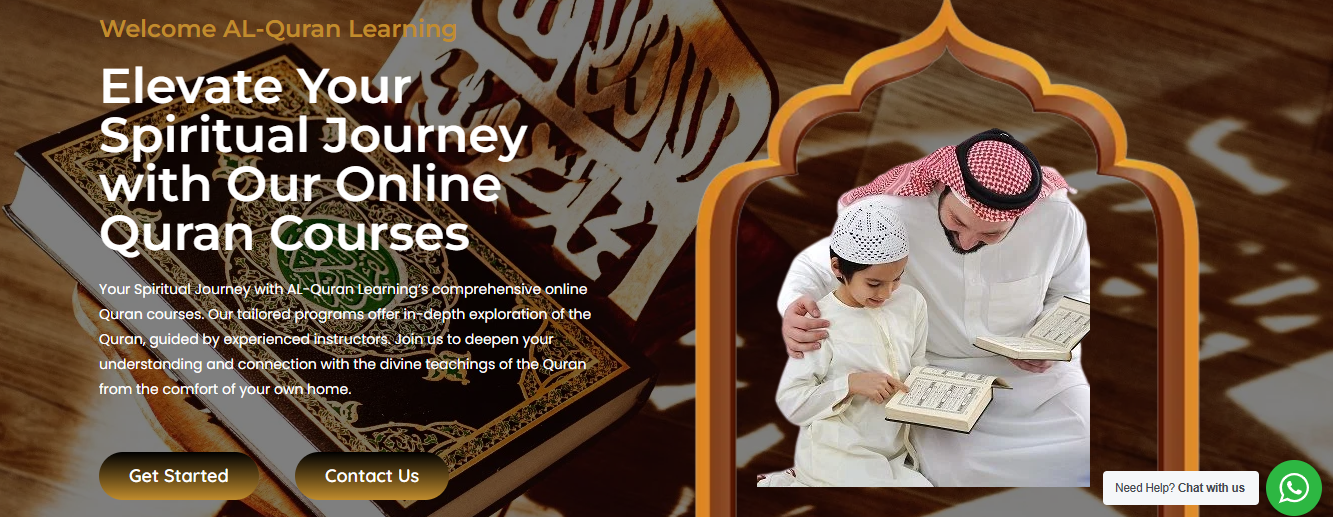 Welcome AL-Quran Learning
Elevate Your
Spiritual Journey
with Our Online
Quran Courses
Your Spiritual Journey with AL-Quran Learning's comprehensive online
Quran courses. Our tailored programs offer in-depth exploration of the
Quran, guided by experienced instructors. Join us to deepen your
understanding and connection with the divine teachings of the Quran
from the comfort of your own home.
Get Started
Contact Us
Need Help? Chat with us